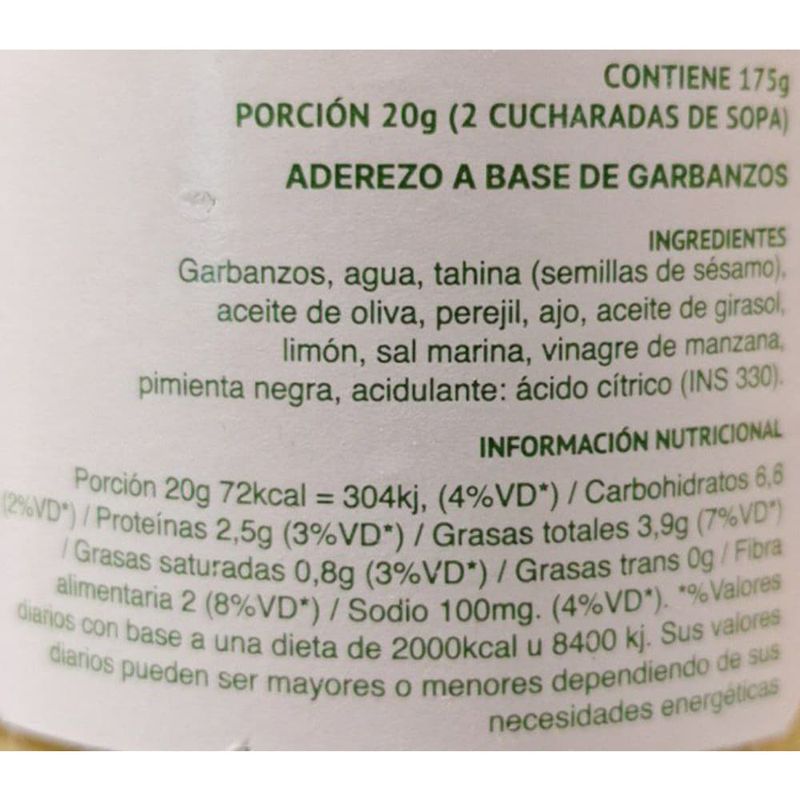 CONTIENE 175g
PORCIÓN 20g (2 CUCHARADAS DE SOPA)
ADEREZO A BASE DE GARBANZOS
INGREDIENTES
Garbanzos, agua, tahina (semillas de sésamo),
aceite de oliva, perejil, ajo, aceite de girasol,
limón, sal marina, vinagre de manzana,
pimienta negra, acidulante: ácido cítrico (INS 330).
INFORMACIÓN NUTRICIONAL
Porción 20g 72kcal = 304kj, (4%VD*) / Carbohidratos 6,6
(2%VD*) / Proteínas 2,5g (3%VD*) / Grasas totales 3,9g (7%VD*)
/ Grasas saturadas 0,8g (3%VD*) / Grasas trans 0g / Fibra
alimentaria 2 (8%VD*) / Sodio 100mg. (4%VD*). *%Valores
diarios con base a una dieta de 2000kcal u 8400 kj. Sus valores
diarios pueden ser mayores o menores dependiendo de sus
necesidades energéticas